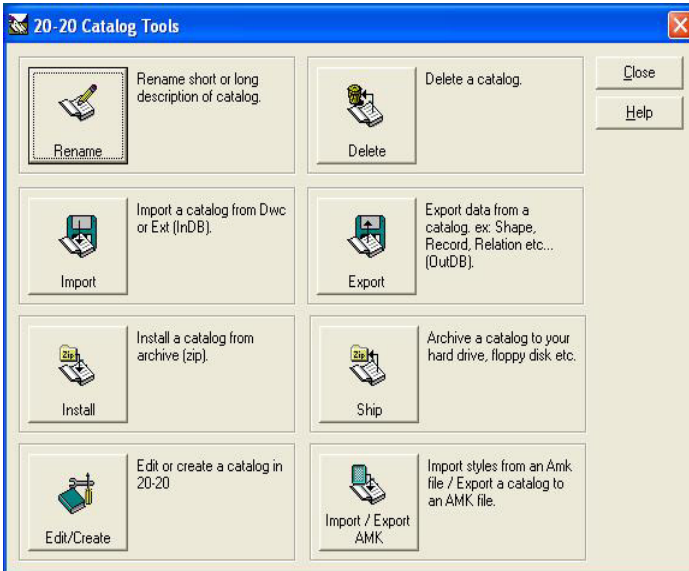 20-20 Catalog Tools
Rename
Rename short or long
description of catalog.
Delete
Delete a catalog.
Close
Help
Import
Import a catalog from Dwc
or Ext (InDB).
Export
Export data from a
catalog. ex: Shape,
Record, Relation etc...
(OutDB).
Zip
Install
Install a catalog from
archive (zip).
Zip
Ship
Archive a catalog to your
hard drive, floppy disk etc.
Edit/Create
Edit or create a catalog in
20-20
Import / Export
AMK
Import styles from an Amk
file / Export a catalog to
an AMK file.